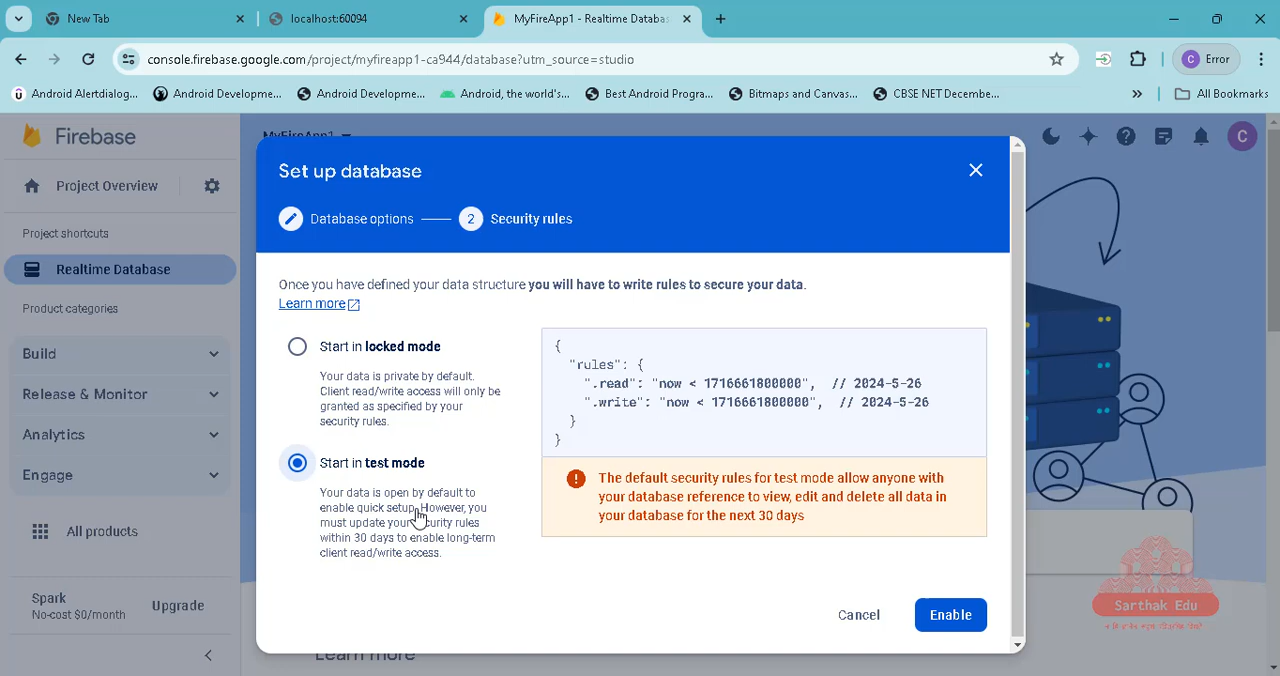 New Tab
localhost:60094
MyFireApp1 - Realtime Databas
console.firebase.google.com/project/myfireapp1-ca944/database?utm_source=studio
Error
Android Alertdialog...
Android Developme...
Android Developme...
Android, the world's...
Best Android Progra...
Bitmaps and Canvas...
CBSE NET Decembe...
All Bookmarks
Firebase
MyFireApp1
C
Project Overview
Project shortcuts
Realtime Database
Product categories
Build
Release & Monitor
Analytics
Engage
All products
Spark
No-cost $0/month
Upgrade
Set up database
Database options
2 Security rules
Once you have defined your data structure you will have to write rules to secure your data.
Learn more
Start in locked mode
Your data is private by default.
Client read/write access will only be
granted as specified by your
security rules.
Start in test mode
Your data is open by default to
enable quick setup. However, you
must update your security rules
within 30 days to enable long-term
client read/write access.
{
"rules": {
".read": "now < 1716661800000", // 2024-5-26
".write": "now < 1716661800000", // 2024-5-26
}
}
The default security rules for test mode allow anyone with
your database reference to view, edit and delete all data in
your database for the next 30 days
Cancel
Enable
Learn more
Sarthak Edu